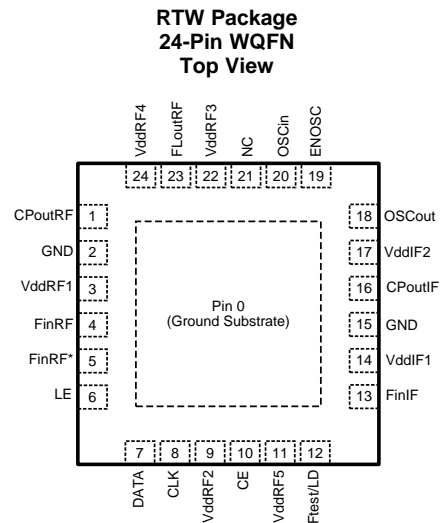 RTW Package
24-Pin WQFN
Top View
VddRF4
FLoutRF
VddRF3
NC
OSCin
ENOSC
24 23 22 21 20 19
CPoutRF 1
GND 2
VddRF1 3
FinRF 4
FinRF* 5
LE 6
Pin 0
(Ground Substrate)
18 OSCout
17 VddIF2
16 CPoutIF
15 GND
14 VddIF1
13 FinIF
7 8 9 10 11 12
DATA
CLK
VddRF2
CE
VddRF5
Ftest/LD